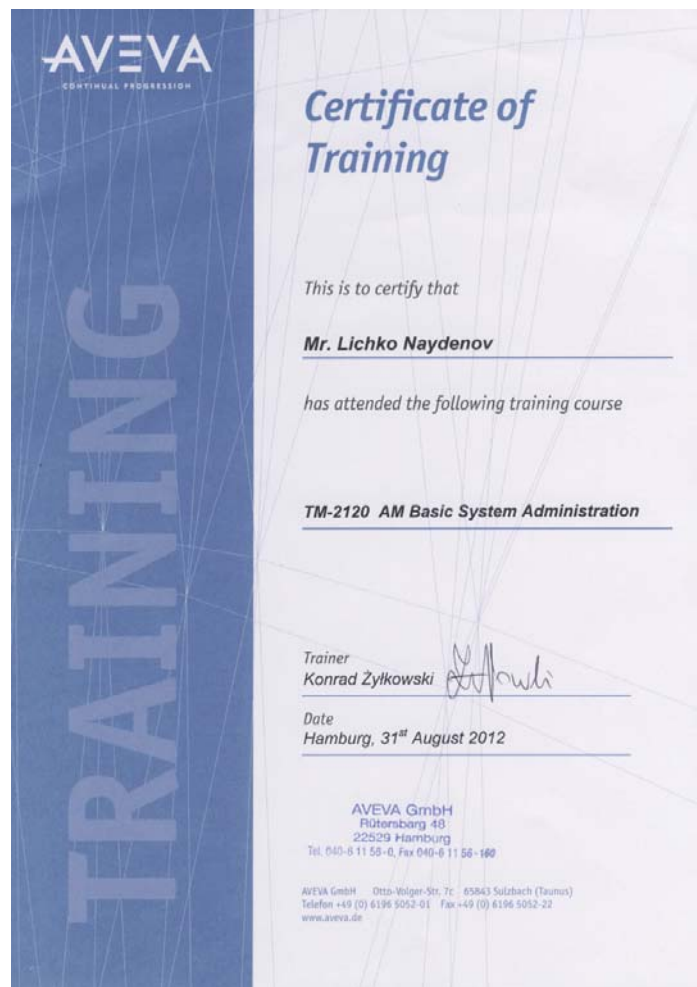 AVEVA
CONTINUAL PROGRESSION
Certificate of
Training
This is to certify that
Mr. Lichko Naydenov
has attended the following training course
TM-2120 AM Basic System Administration
Trainer
Konrad Żyłkowski
Date
Hamburg, 31st August 2012
AVEVA GmbH
Rütersbarg 48
22529 Hamburg
Tel. 040-6 11 56-0, Fax 040-6 11 56-160
AVEVA GmbH Otto-Volger-Str. 7c 65843 Sulzbach (Taunus)
Telefon +49 (0) 6196 5052-01 Fax +49 (0) 6196 5052-22
www.aveva.de
TRAINING